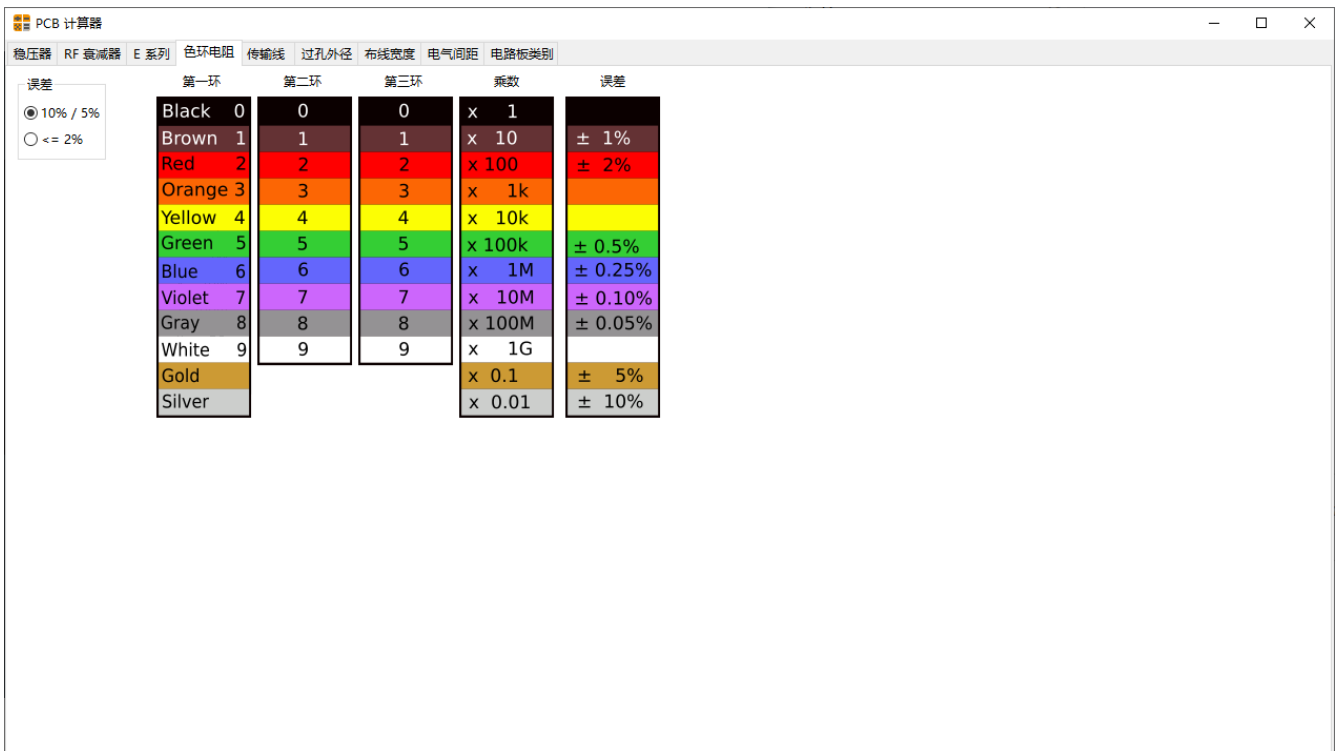 PCB 计算器
稳压器 RF 衰减器 E 系列 色环电阻 传输线 过孔外径 布线宽度 电气间距 电路板类别
误差 第一环 第二环 第三环 乘数 误差
Black 0 0 0 x 1
10% / 5%
Brown 1 1 1 x 10 ± 1%
<= 2%
Red 2 2 2 x 100 ± 2%
Orange 3 3 3 x 1k
Yellow 4 4 4 x 10k
Green 5 5 5 x 100k ± 0.5%
Blue 6 6 6 x 1M ± 0.25%
Violet 7 7 7 x 10M ± 0.10%
Gray 8 8 8 x 100M ± 0.05%
White 9 9 9 x 1G
Gold x 0.1 ± 5%
Silver x 0.01 ± 10%